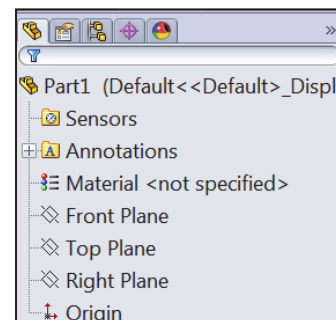 Part1 (Default<<Default>_Displ
Sensors
A Annotations
Material <not specified>
Front Plane
Top Plane
Right Plane
Origin